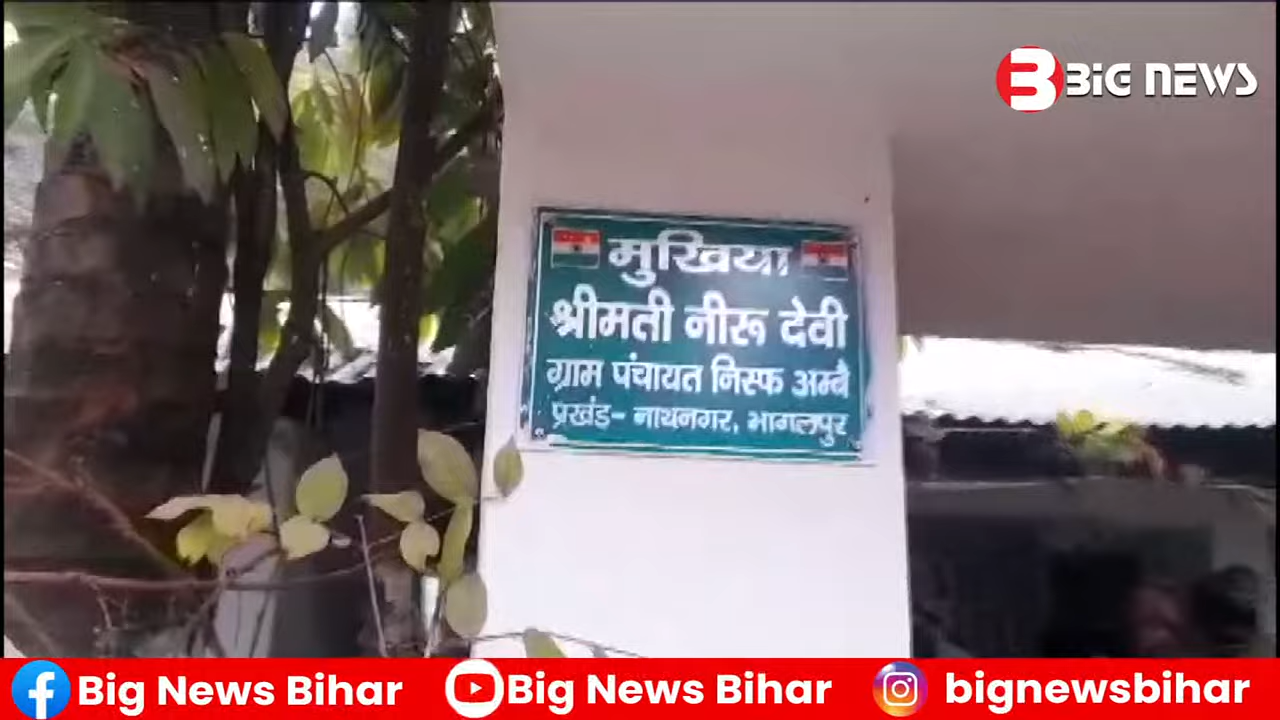 BIG NEWS
मुखिया
श्रीमती नीरू देवी
ग्राम पंचायत निस्फ अम्बै
प्रखंड- नाथनगर, भागलपुर
Big News Bihar
Big News Bihar
bignewsbihar